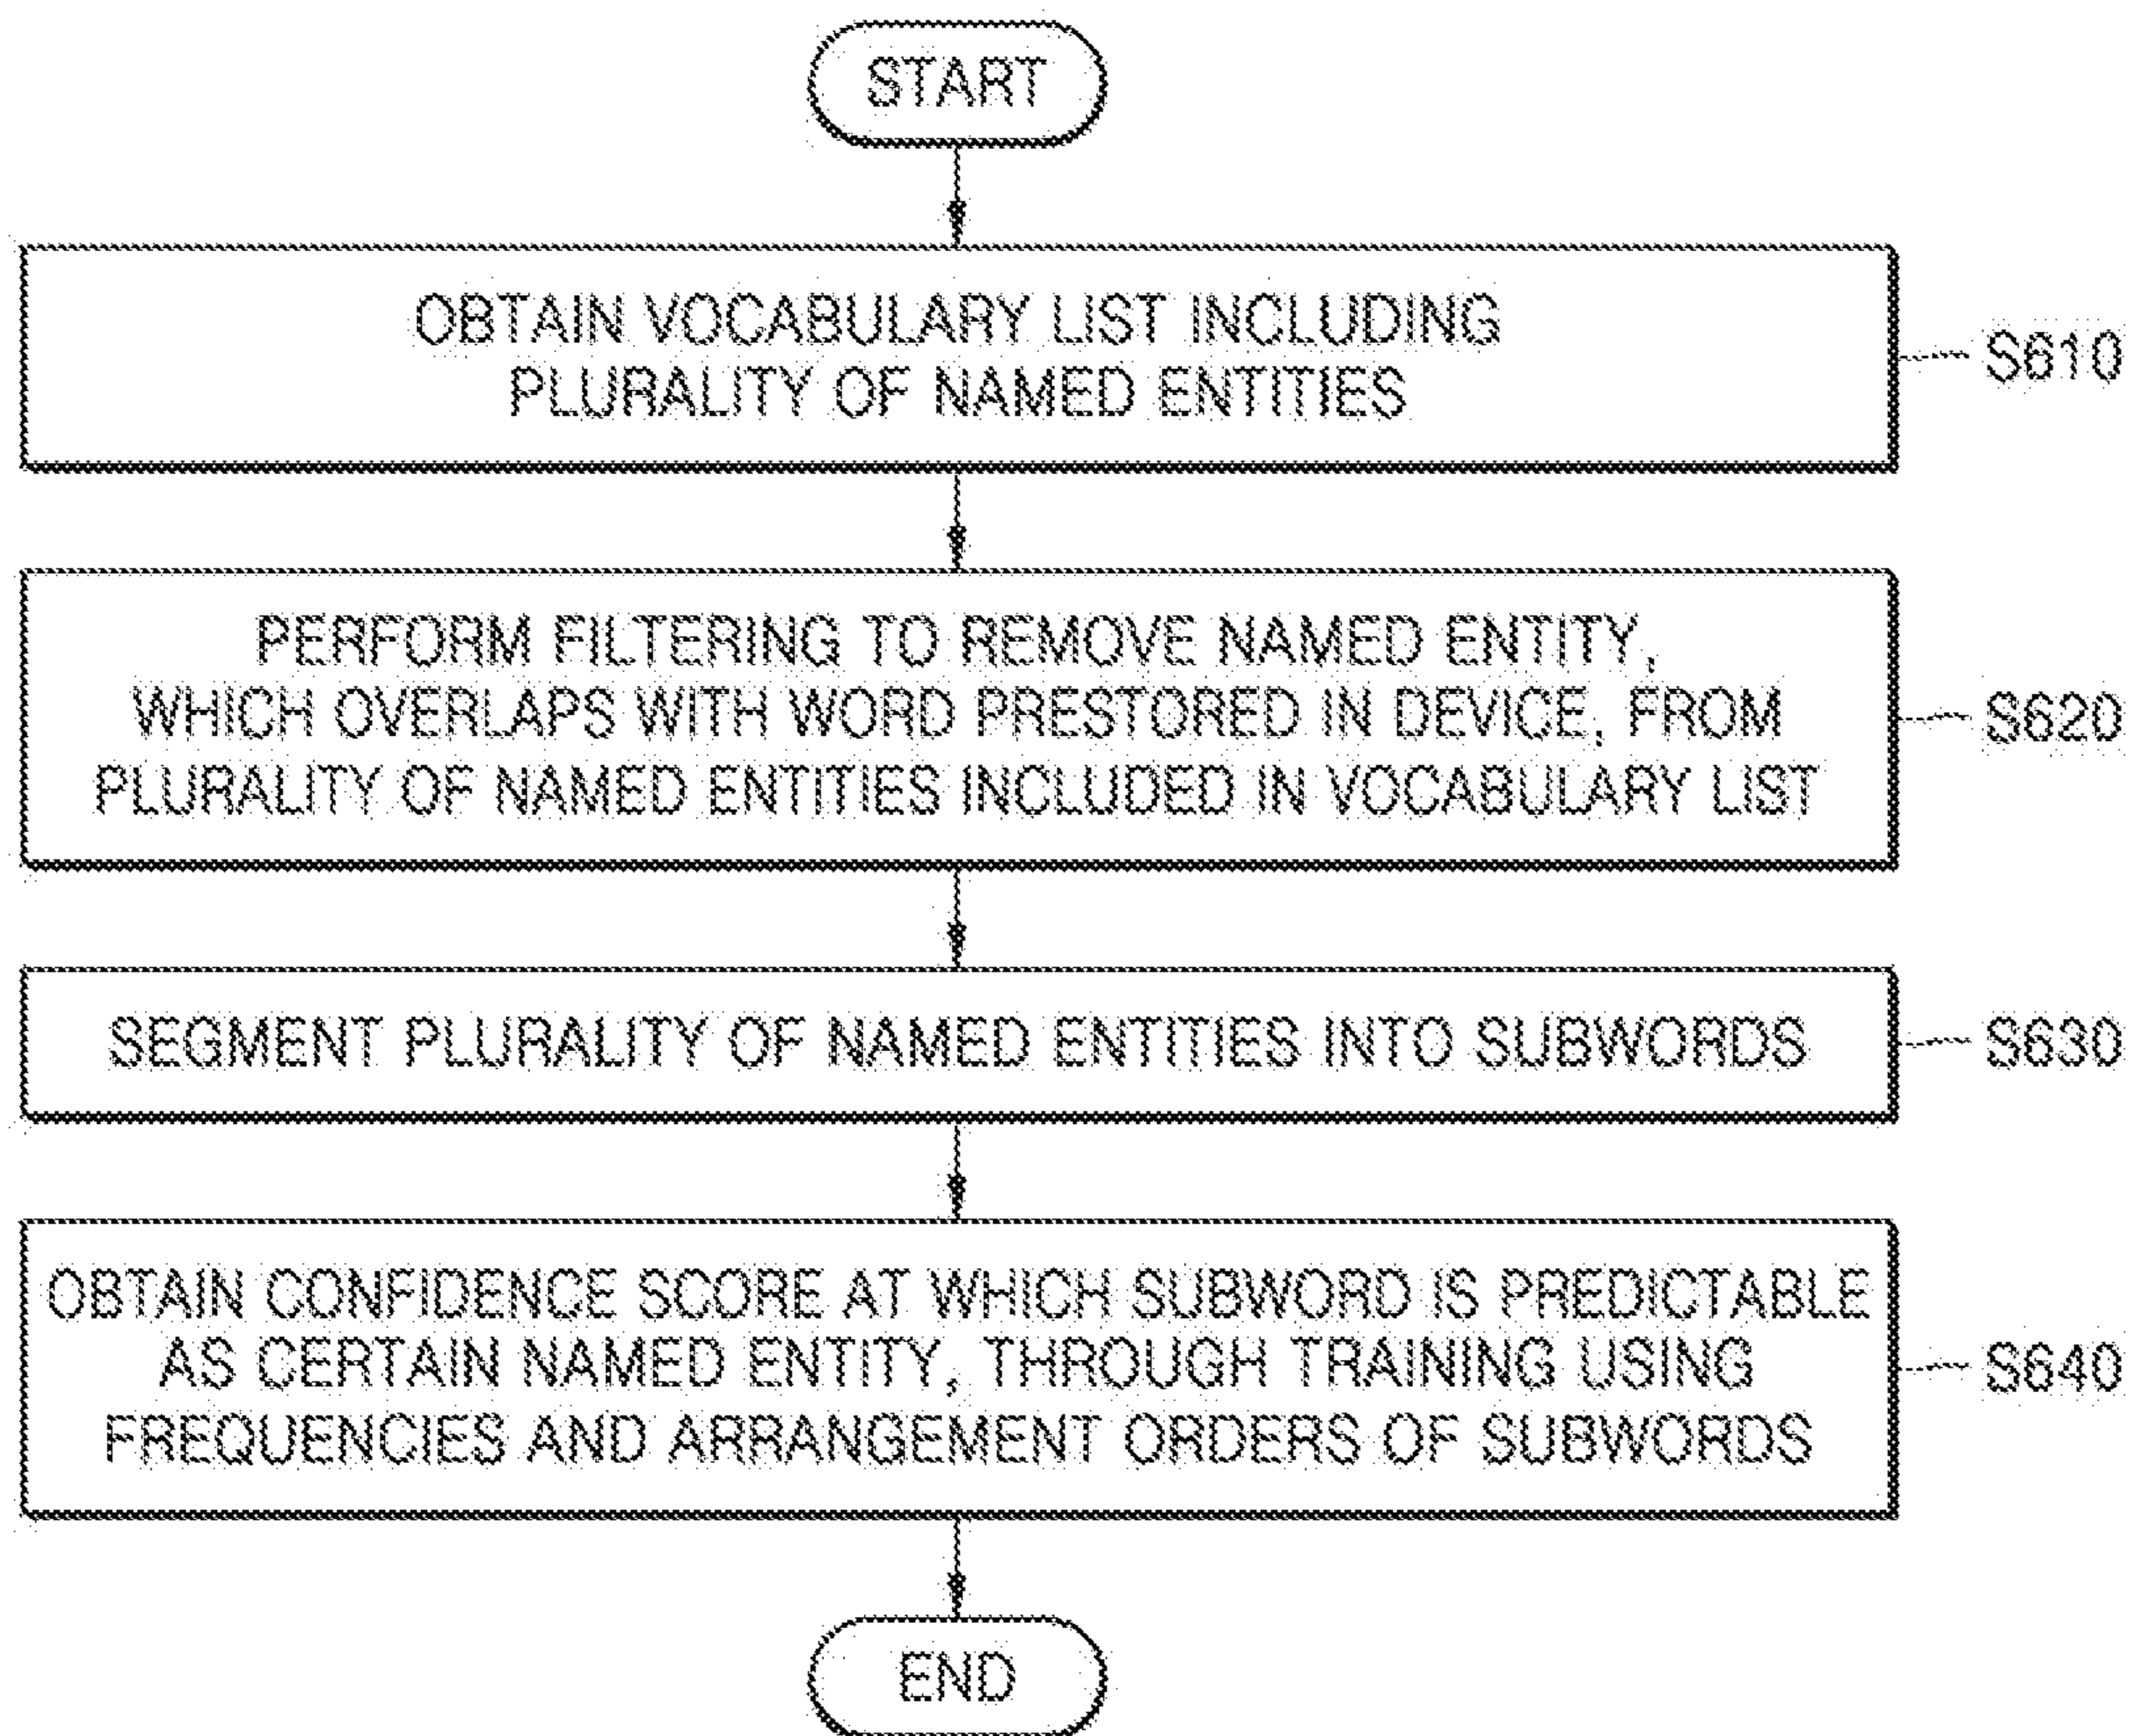 START
OBTAIN VOCABULARY LIST INCLUDING
PLURALITY OF NAMED ENTITIES
S610
PERFORM FILTERING TO REMOVE NAMED ENTITY,
WHICH OVERLAPS WITH WORD PRESTORED IN DEVICE, FROM
PLURALITY OF NAMED ENTITIES INCLUDED IN VOCABULARY LIST
S620
SEGMENT PLURALITY OF NAMED ENTITIES INTO SUBWORDS
S630
OBTAIN CONFIDENCE SCORE AT WHICH SUBWORD IS PREDICTABLE
AS CERTAIN NAMED ENTITY, THROUGH TRAINING USING
FREQUENCIES AND ARRANGEMENT ORDERS OF SUBWORDS
S640
END